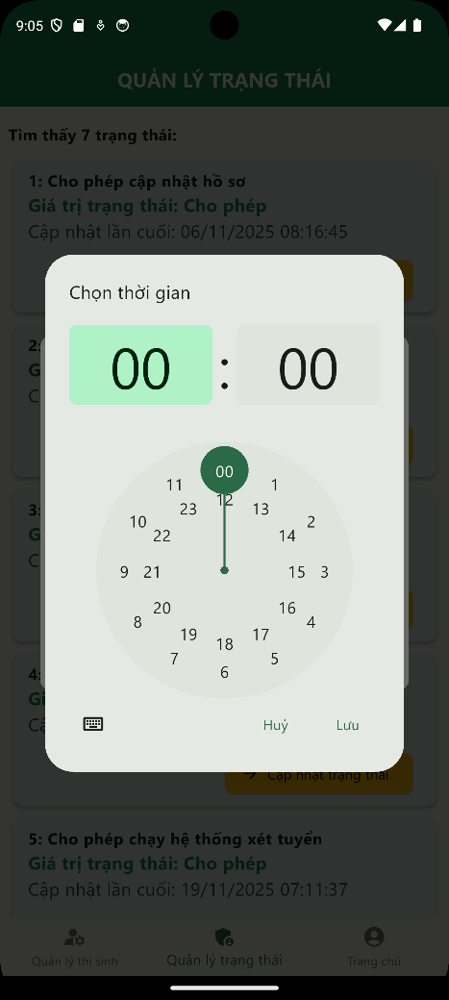 9:05
QUẢN LÝ TRẠNG THÁI
Tìm thấy 7 trạng thái:
1: Cho phép cập nhật hồ sơ
Giá trị trạng thái: Cho phép
Cập nhật lần cuối: 06/11/2025 08:16:45
2:
G
C
Chọn thời gian
00 : 00
00
11 1
12
23 13
10 2
22 14
9 21 15 3
20 16
8 4
19 17
18
7 5
6
3:
G
C
4:
Gi
Cậ
Huỷ Lưu
Cập nhật trạng thái
5: Cho phép chạy hệ thống xét tuyển
Giá trị trạng thái: Cho phép
Cập nhật lần cuối: 19/11/2025 07:11:37
Quản lý thí sinh Quản lý trạng thái Trang chủ